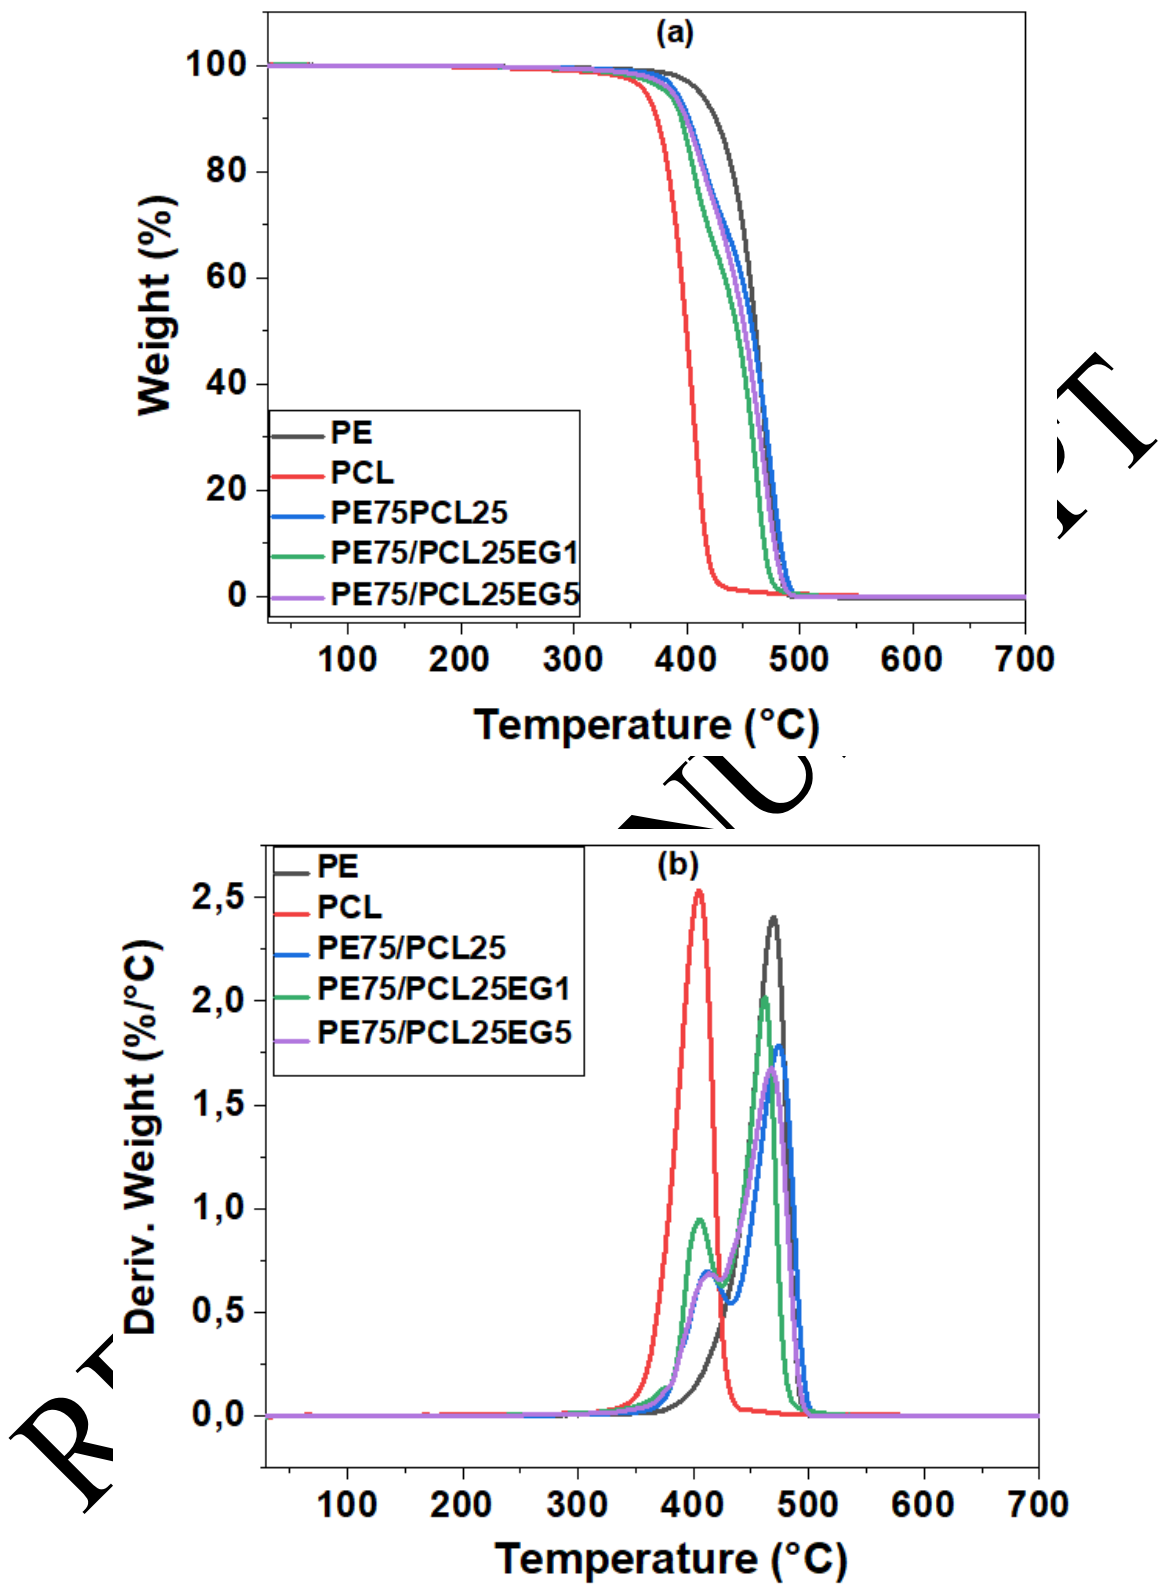 (a)
100
80
60
40
20
0
Weight (%)
PE
PCL
PE75PCL25
PE75/PCL25EG1
PE75/PCL25EG5
100 200 300 400 500 600 700
Temperature (°C)
(b)
PE
PCL
PE75/PCL25
PE75/PCL25EG1
PE75/PCL25EG5
2,5
2,0
1,5
1,0
0,5
0,0
Deriv. Weight (%/°C)
100 200 300 400 500 600 700
Temperature (°C)